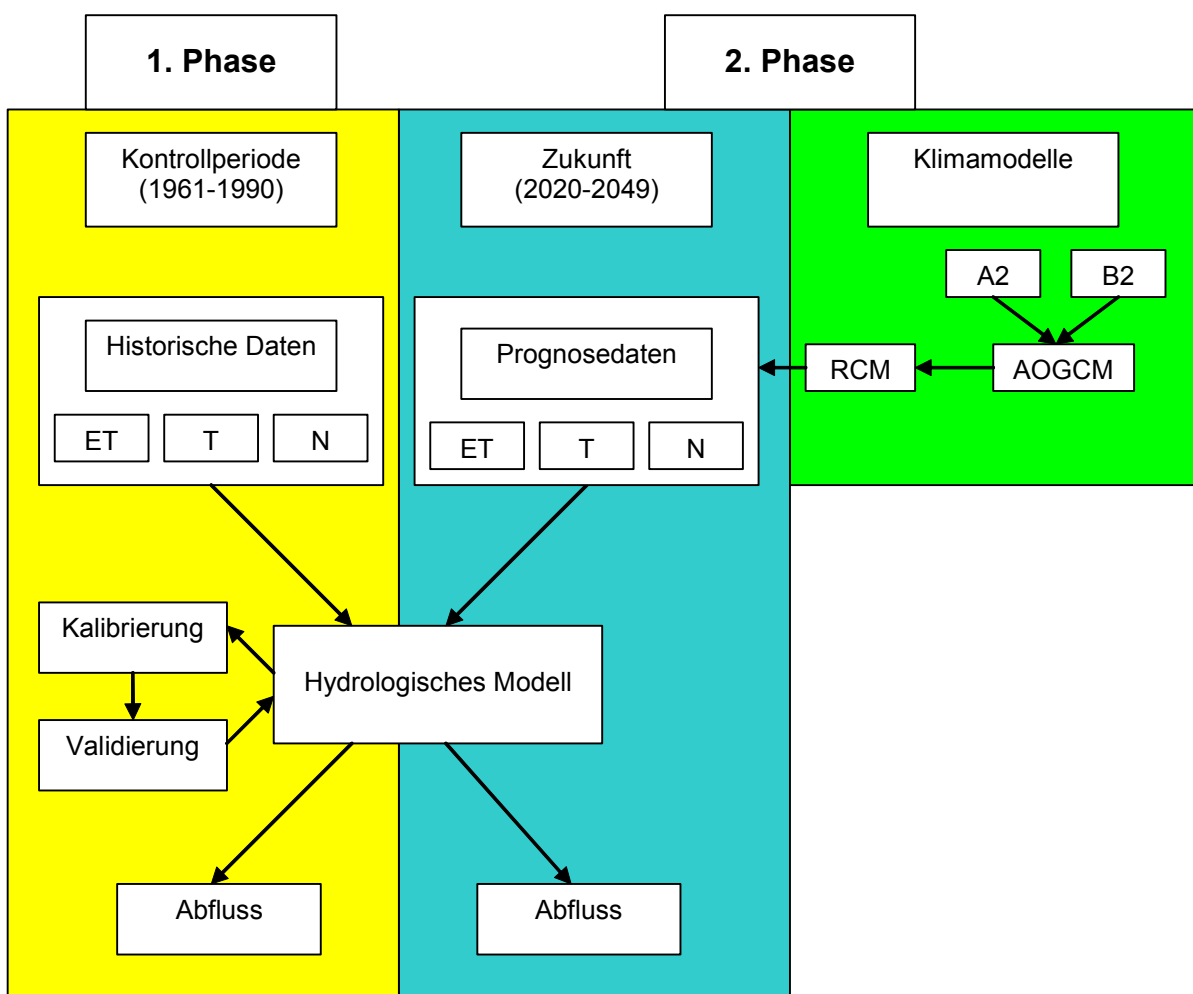 1. Phase
2. Phase
Kontrollperiode
(1961-1990)
Zukunft
(2020-2049)
Klimamodelle
A2
B2
Historische Daten
Prognosedaten
RCM
AOGCM
ET
T
N
ET
T
N
Kalibrierung
Hydrologisches Modell
Validierung
Abfluss
Abfluss